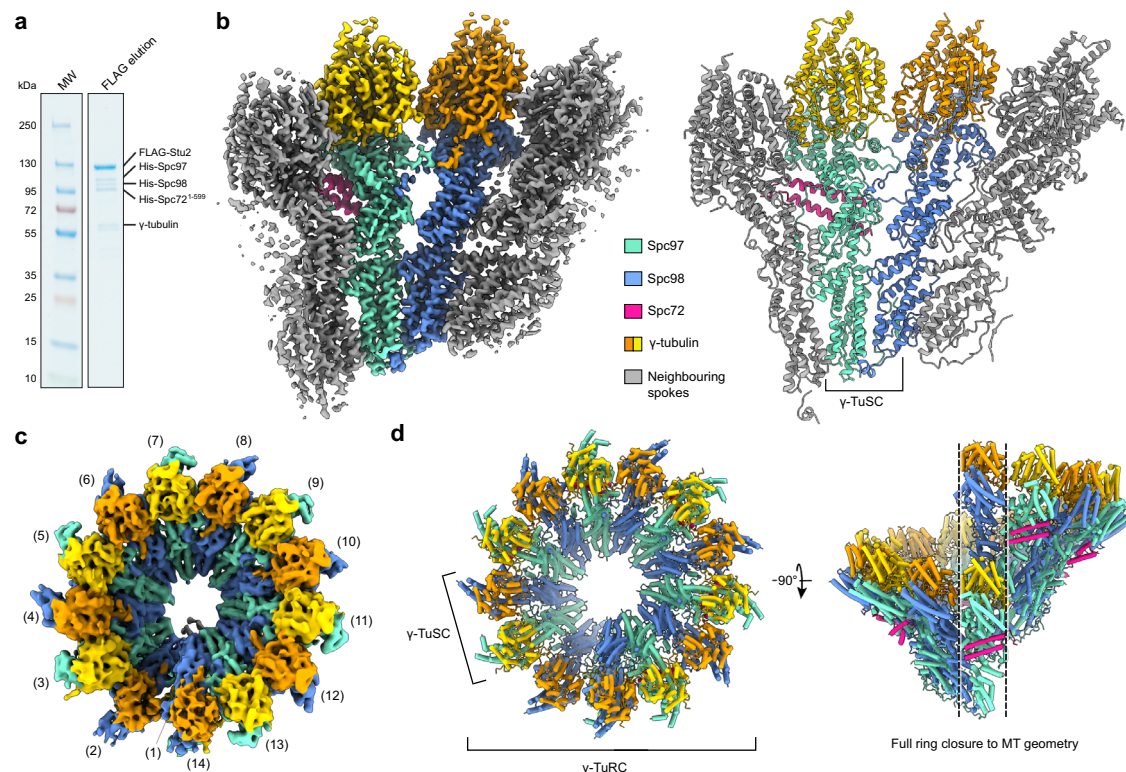 a
kDa
MW
FLAG elution
250
130
95
72
55
35
25
15
10
FLAG-Stu2
His-Spc97
His-Spc98
His-Spc72¹⁻⁵⁹⁹
γ-tubulin
b
Spc97
Spc98
Spc72
γ-tubulin
Neighbouring
spokes
γ-TuSC
c
(7)
(8)
(6)
(9)
(5)
(10)
(4)
(11)
(3)
(12)
(2)
(1)
(13)
(14)
d
γ-TuSC
γ-TuRC
90°
Full ring closure to MT geometry